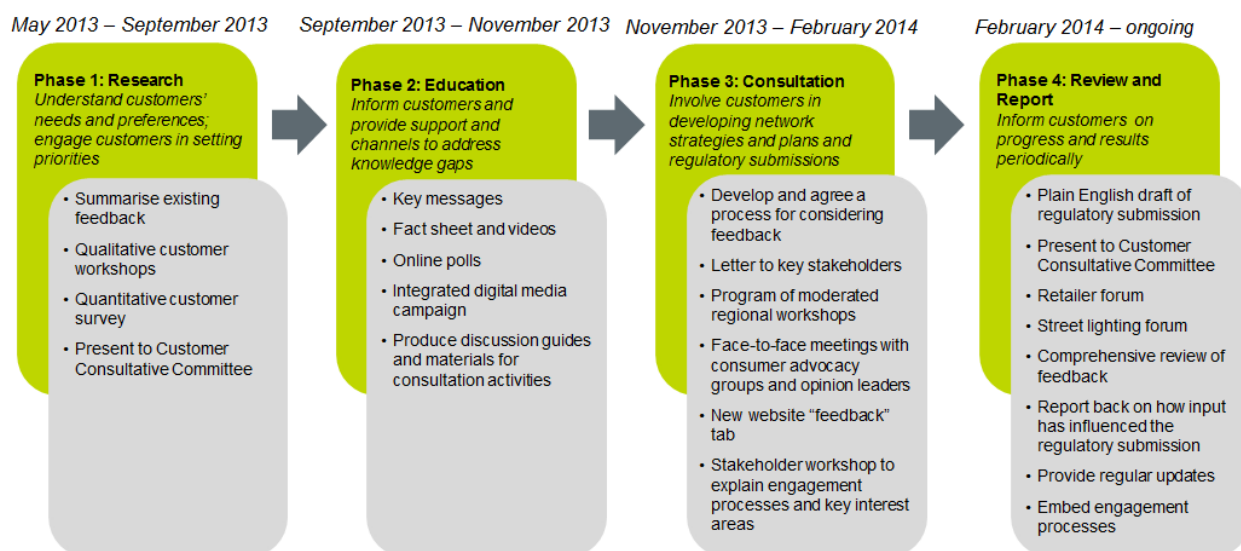 May 2013 – September 2013
Phase 1: Research
Understand customers'
needs and preferences;
engage customers in setting
priorities
• Summarise existing
feedback
• Qualitative customer
workshops
• Quantitative customer
survey
• Present to Customer
Consultative Committee
September 2013 – November 2013
Phase 2: Education
Inform customers and
provide support and
channels to address
knowledge gaps
• Key messages
• Fact sheet and videos
• Online polls
• Integrated digital media
campaign
• Produce discussion guides
and materials for
consultation activities
November 2013 – February 2014
Phase 3: Consultation
Involve customers in
developing network
strategies and plans and
regulatory submissions
• Develop and agree a
process for considering
feedback
• Letter to key stakeholders
• Program of moderated
regional workshops
• Face-to-face meetings with
consumer advocacy
groups and opinion leaders
• New website “feedback”
tab
• Stakeholder workshop to
explain engagement
processes and key interest
areas
February 2014 – ongoing
Phase 4: Review and
Report
Inform customers on
progress and results
periodically
• Plain English draft of
regulatory submission
• Present to Customer
Consultative Committee
• Retailer forum
• Street lighting forum
• Comprehensive review of
feedback
• Report back on how input
has influenced the
regulatory submission
• Provide regular updates
• Embed engagement
processes